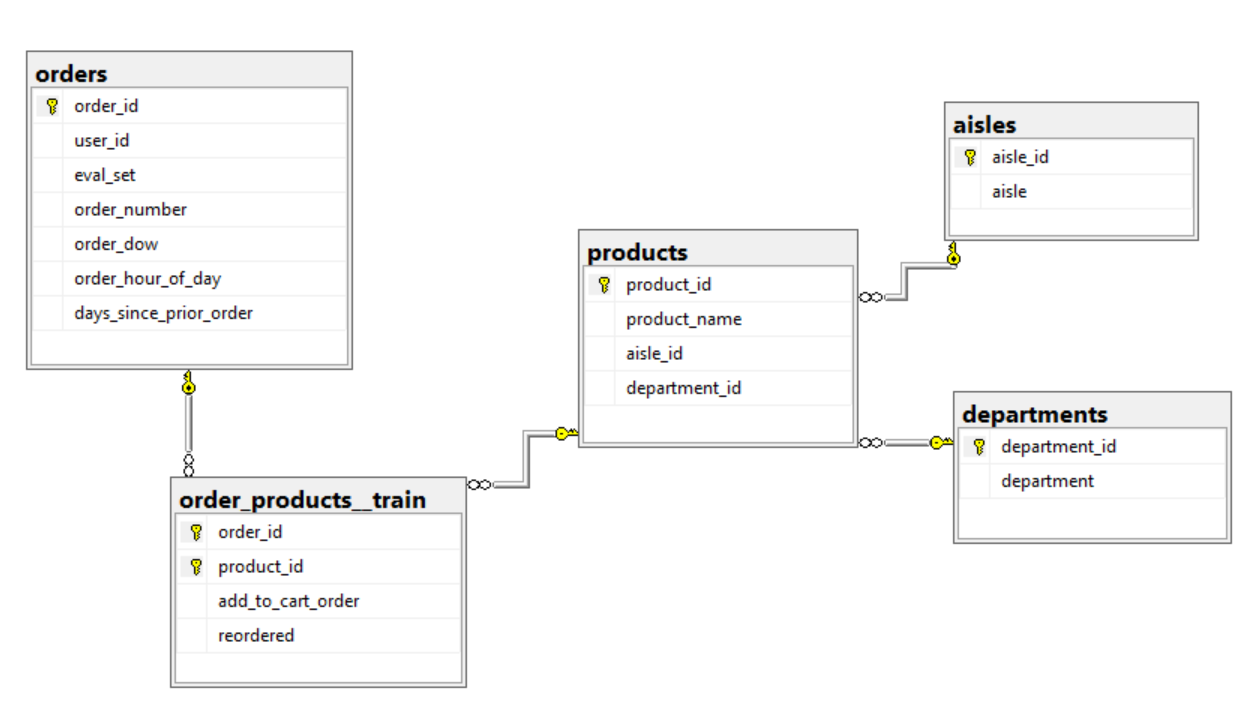 orders
order_id
user_id
eval_set
order_number
order_dow
order_hour_of_day
days_since_prior_order
order_products__train
order_id
product_id
add_to_cart_order
reordered
products
product_id
product_name
aisle_id
department_id
aisles
aisle_id
aisle
departments
department_id
department